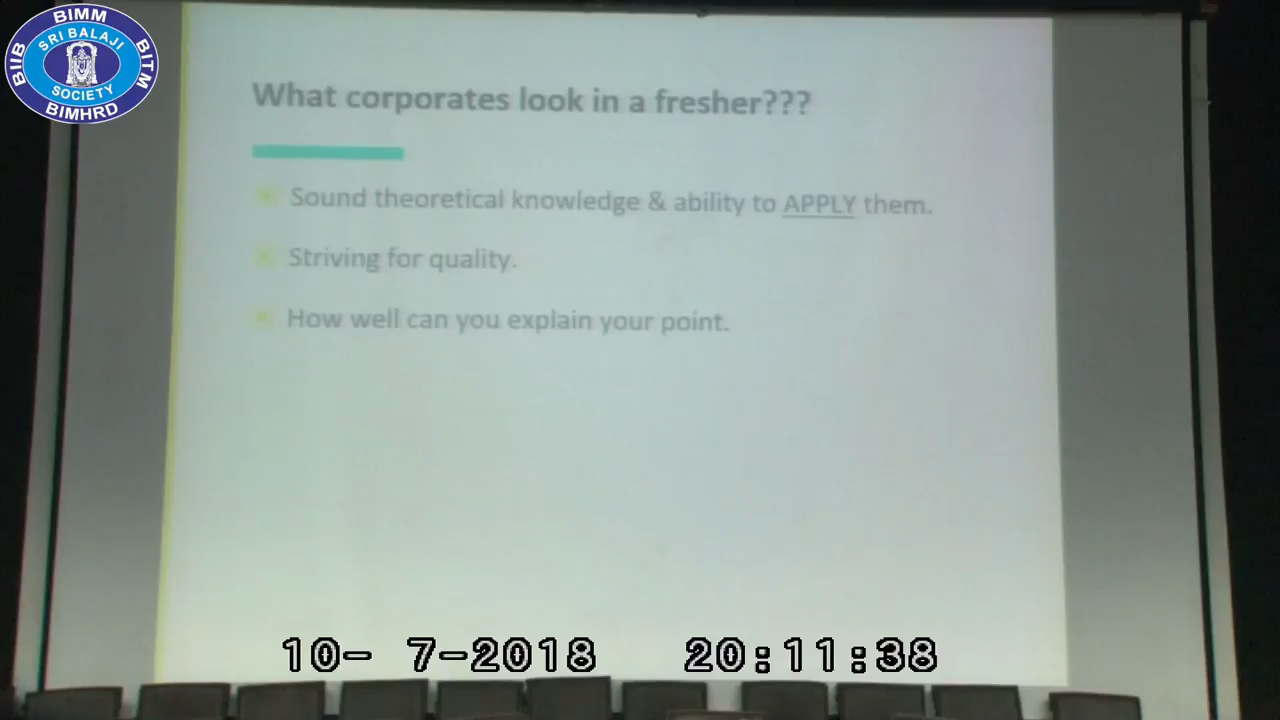 BIMM
SRI BALAJI
BIIB
BITM
SOCIETY
BIMHRD
What corporates look in a fresher???
Sound theoretical knowledge & ability to APPLY them.
Striving for quality.
How well can you explain your point.
10- 7-2018 20:11:38